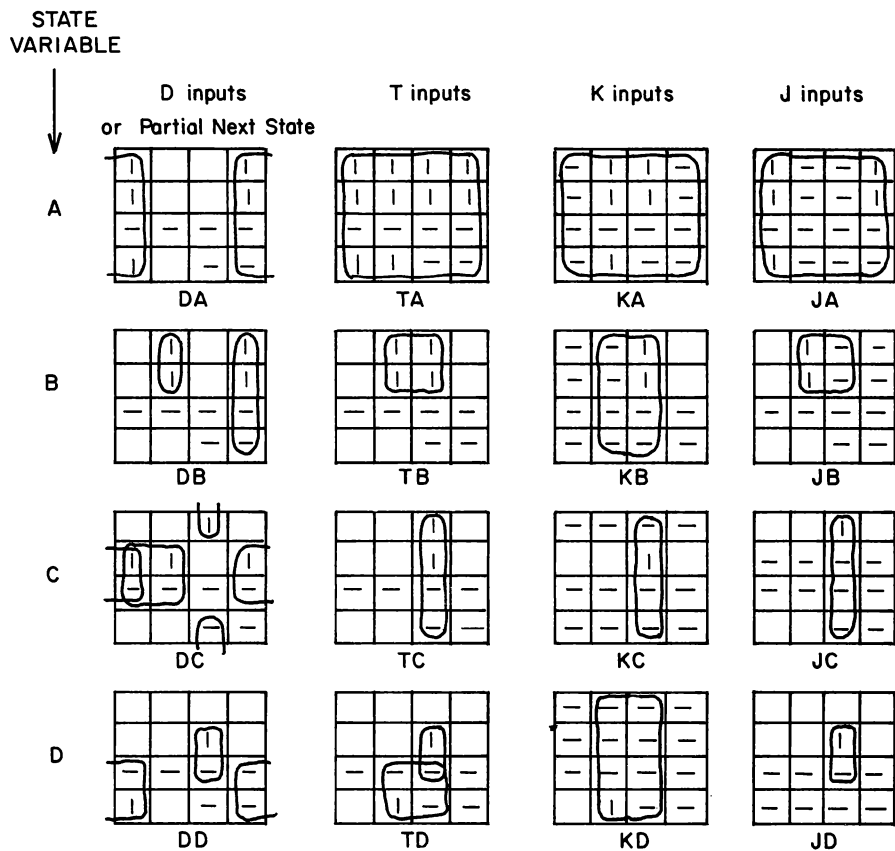 STATE
VARIABLE
D inputs
or Partial Next State
T inputs
K inputs
J inputs
A
DA
TA
KA
JA
B
DB
TB
KB
JB
C
DC
TC
KC
JC
D
DD
TD
KD
JD